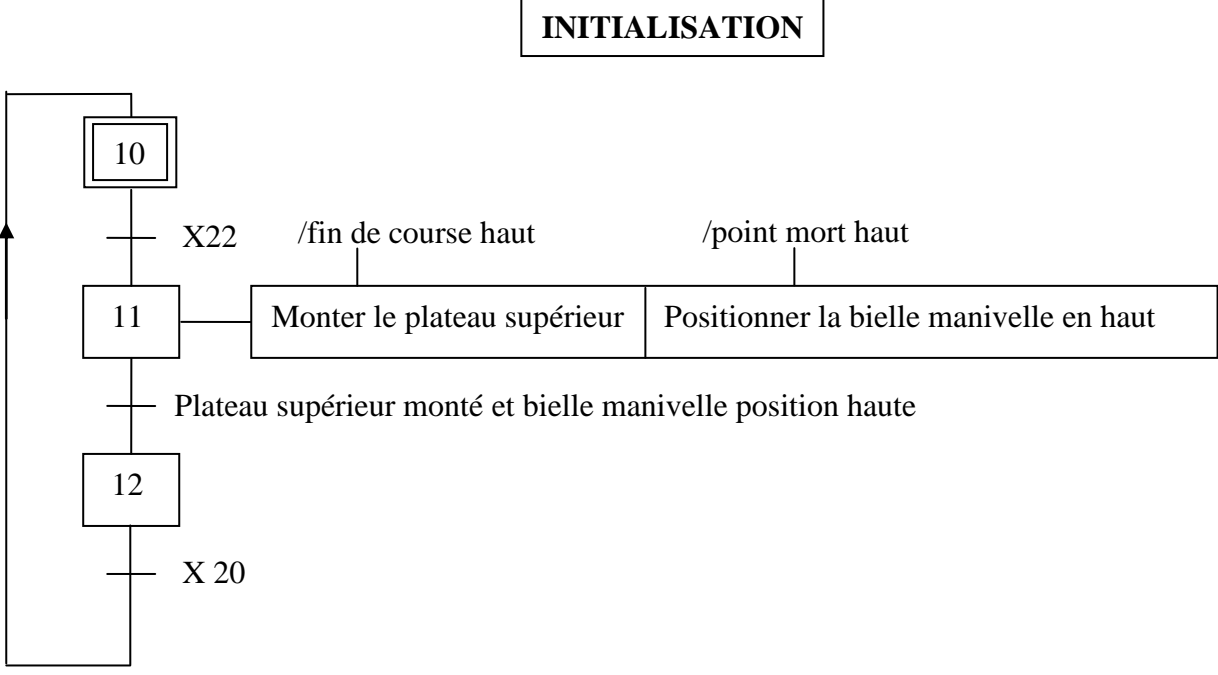 INITIALISATION
10
X22
/fin de course haut
/point mort haut
11
Monter le plateau supérieur
Positionner la bielle manivelle en haut
Plateau supérieur monté et bielle manivelle position haute
12
X 20